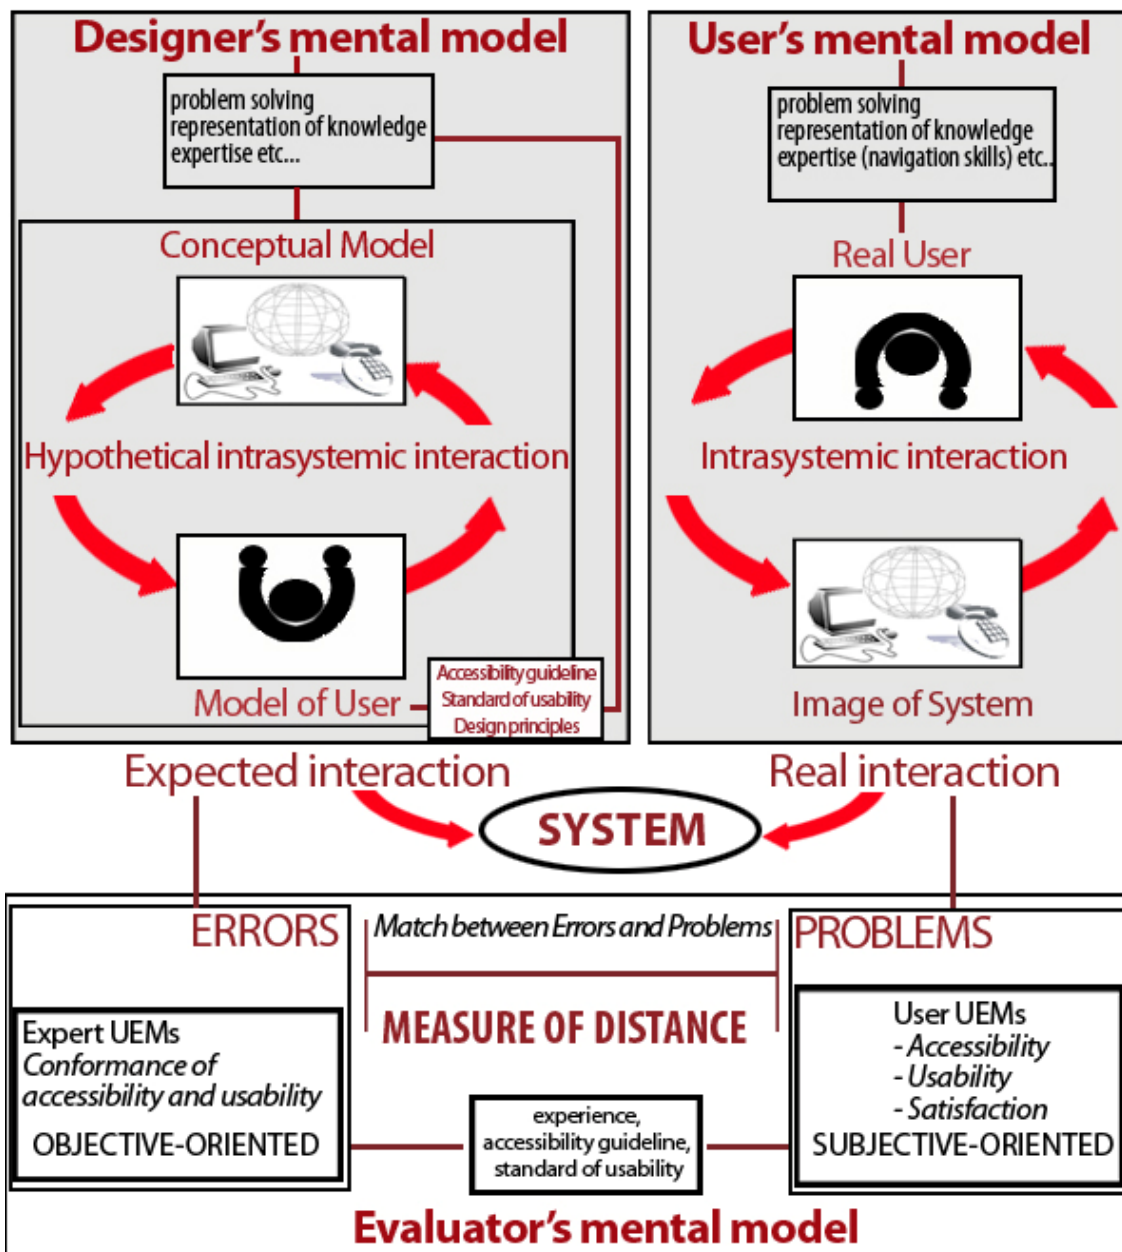 Designer's mental model
problem solving
representation of knowledge
expertise etc...
Conceptual Model
Hypothetical intrasystemic interaction
Model of User
Accessibility guideline
Standard of usability
Design principles
User's mental model
problem solving
representation of knowledge
expertise (navigation skills) etc..
Real User
Intrasystemic interaction
Image of System
Expected interaction
Real interaction
SYSTEM
ERRORS
Expert UEMs
Conformance of
accessibility and usability
OBJECTIVE-ORIENTED
Match between Errors and Problems
MEASURE OF DISTANCE
experience,
accessibility guideline,
standard of usability
PROBLEMS
User UEMs
- Accessibility
- Usability
- Satisfaction
SUBJECTIVE-ORIENTED
Evaluator's mental model